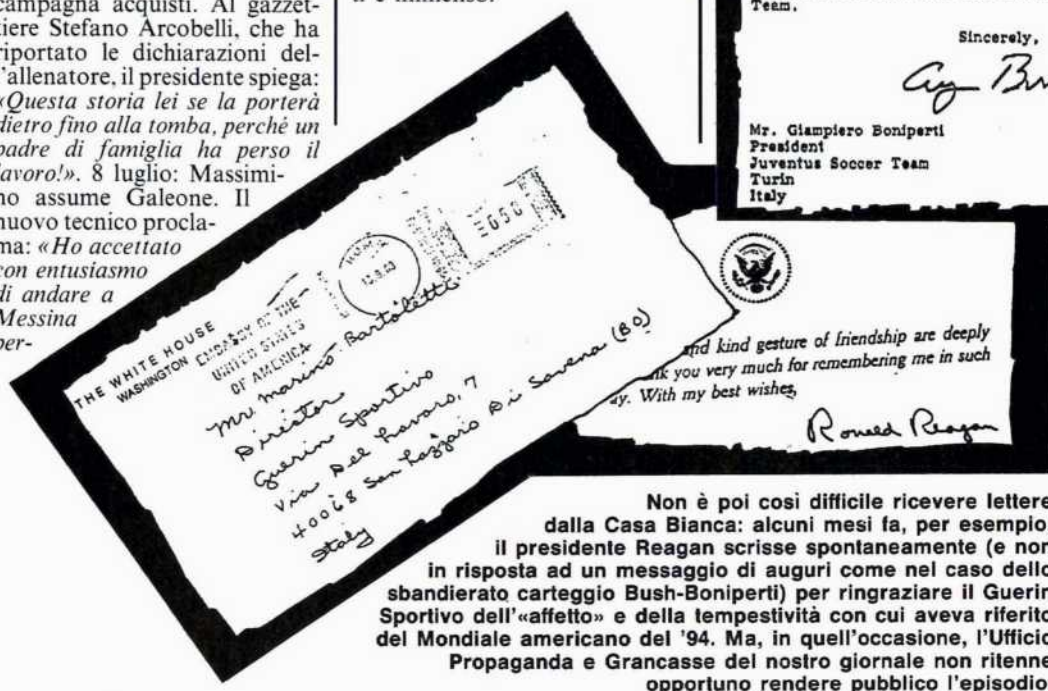 campagna acquisti. Al gazzet-
tiere Stefano Arcobelli, che ha
riportato le dichiarazioni del-
l'allenatore, il presidente spiega:
«Questa storia lei se la porterà
dietro fino alla tomba, perché un
padre di famiglia ha perso il
lavoro!». 8 luglio: Massimi-
no assume Galeone. Il
nuovo tecnico procla-
ma: «Ho accettato
con entusiasmo
di andare a
Messina
per-
Team.
Sincerely,
Mr. Giampiero Boniperti
President
Juventus Soccer Team
Turin
Italy
THE WHITE HOUSE
WASHINGTON
EMBASSY OF THE
UNITED STATES
OF AMERICA
Mr. Marino Bartoletti
Director
Guerin Sportivo
Via Del Lavoro, 7
40068 San Lazzaro Di Savena (BO)
Italy
and kind gesture of friendship are deeply
you very much for remembering me in such
With my best wishes,
Ronald Reagan
Non è poi così difficile ricevere lettere
dalla Casa Bianca: alcuni mesi fa, per esempio
il presidente Reagan scrisse spontaneamente (e non
in risposta ad un messaggio di auguri come nel caso dello
sbandierato carteggio Bush-Boniperti) per ringraziare il Guerin
Sportivo dell'«affetto» e della tempestività con cui aveva riferito
del Mondiale americano del '94. Ma, in quell'occasione, l'Ufficio
Propaganda e Grancasse del nostro giornale non ritenne
opportuno rendere pubblico l'episodio